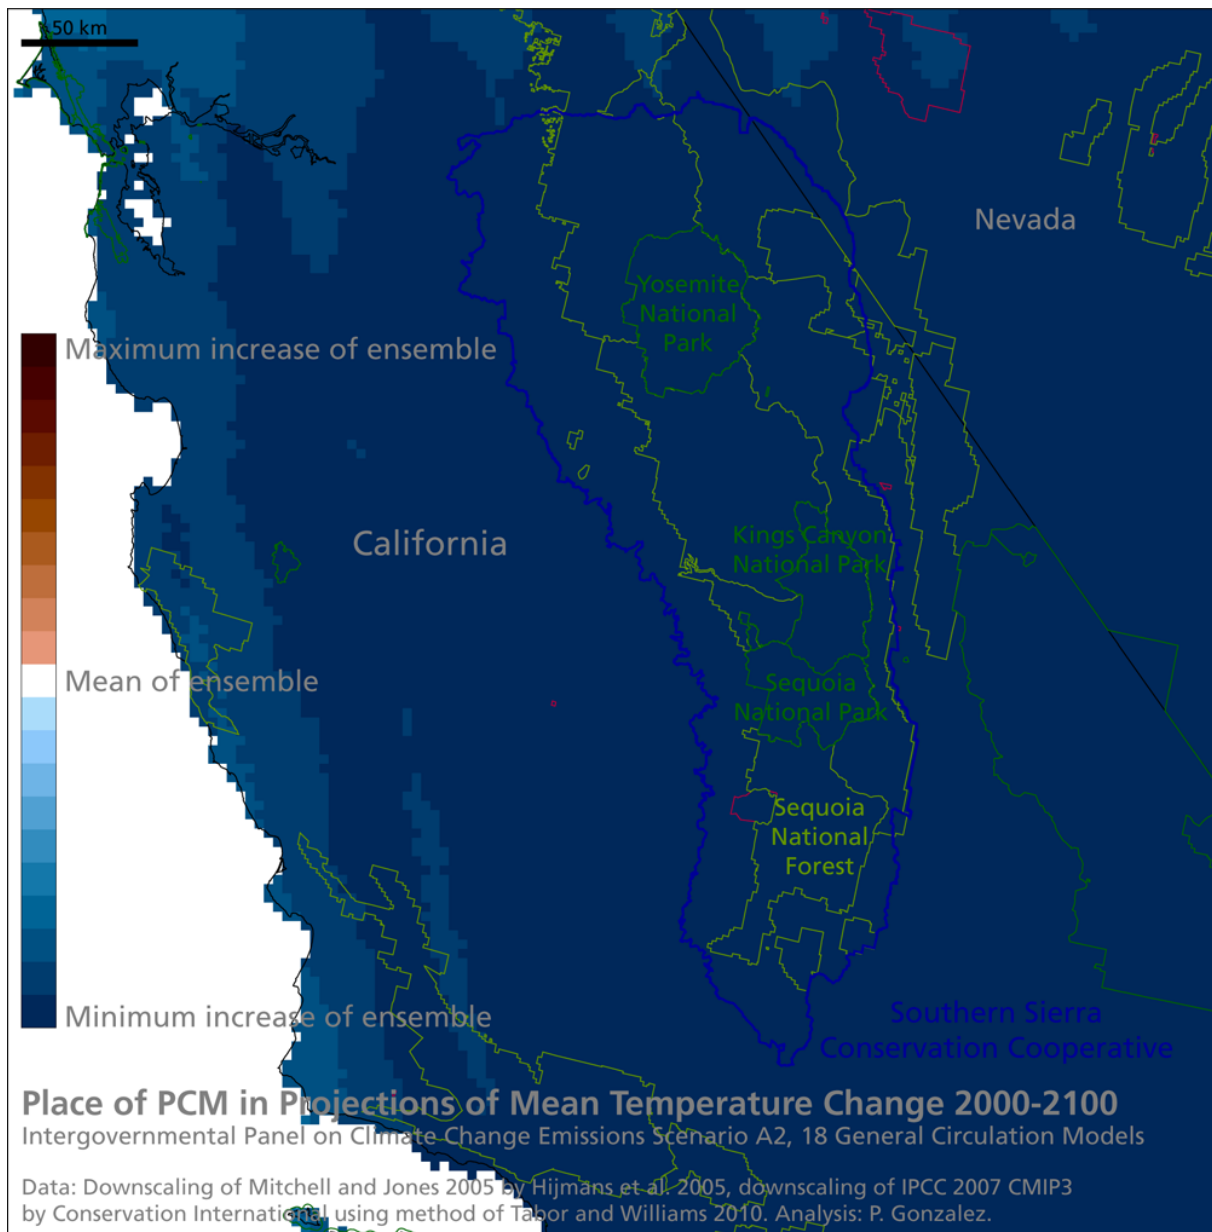 50 km
Nevada
Yosemite
National
Park
Maximum increase of ensemble
California
Kings Canyon
National Park
Mean of ensemble
Sequoia
National Park
Sequoia
National
Forest
Minimum increase of ensemble
Southern Sierra
Conservation Cooperative
Place of PCM in Projections of Mean Temperature Change 2000-2100
Intergovernmental Panel on Climate Change Emissions Scenario A2, 18 General Circulation Models
Data: Downscaling of Mitchell and Jones 2005 by Hijmans et al. 2005, downscaling of IPCC 2007 CMIP3
by Conservation International using method of Tabor and Williams 2010. Analysis: P. Gonzalez.